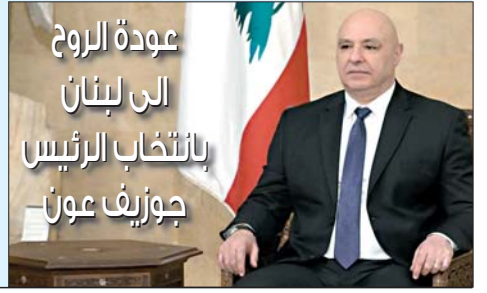 عودة الروح
الى لبنان
بانتخاب الرئيس
جوزيف عون